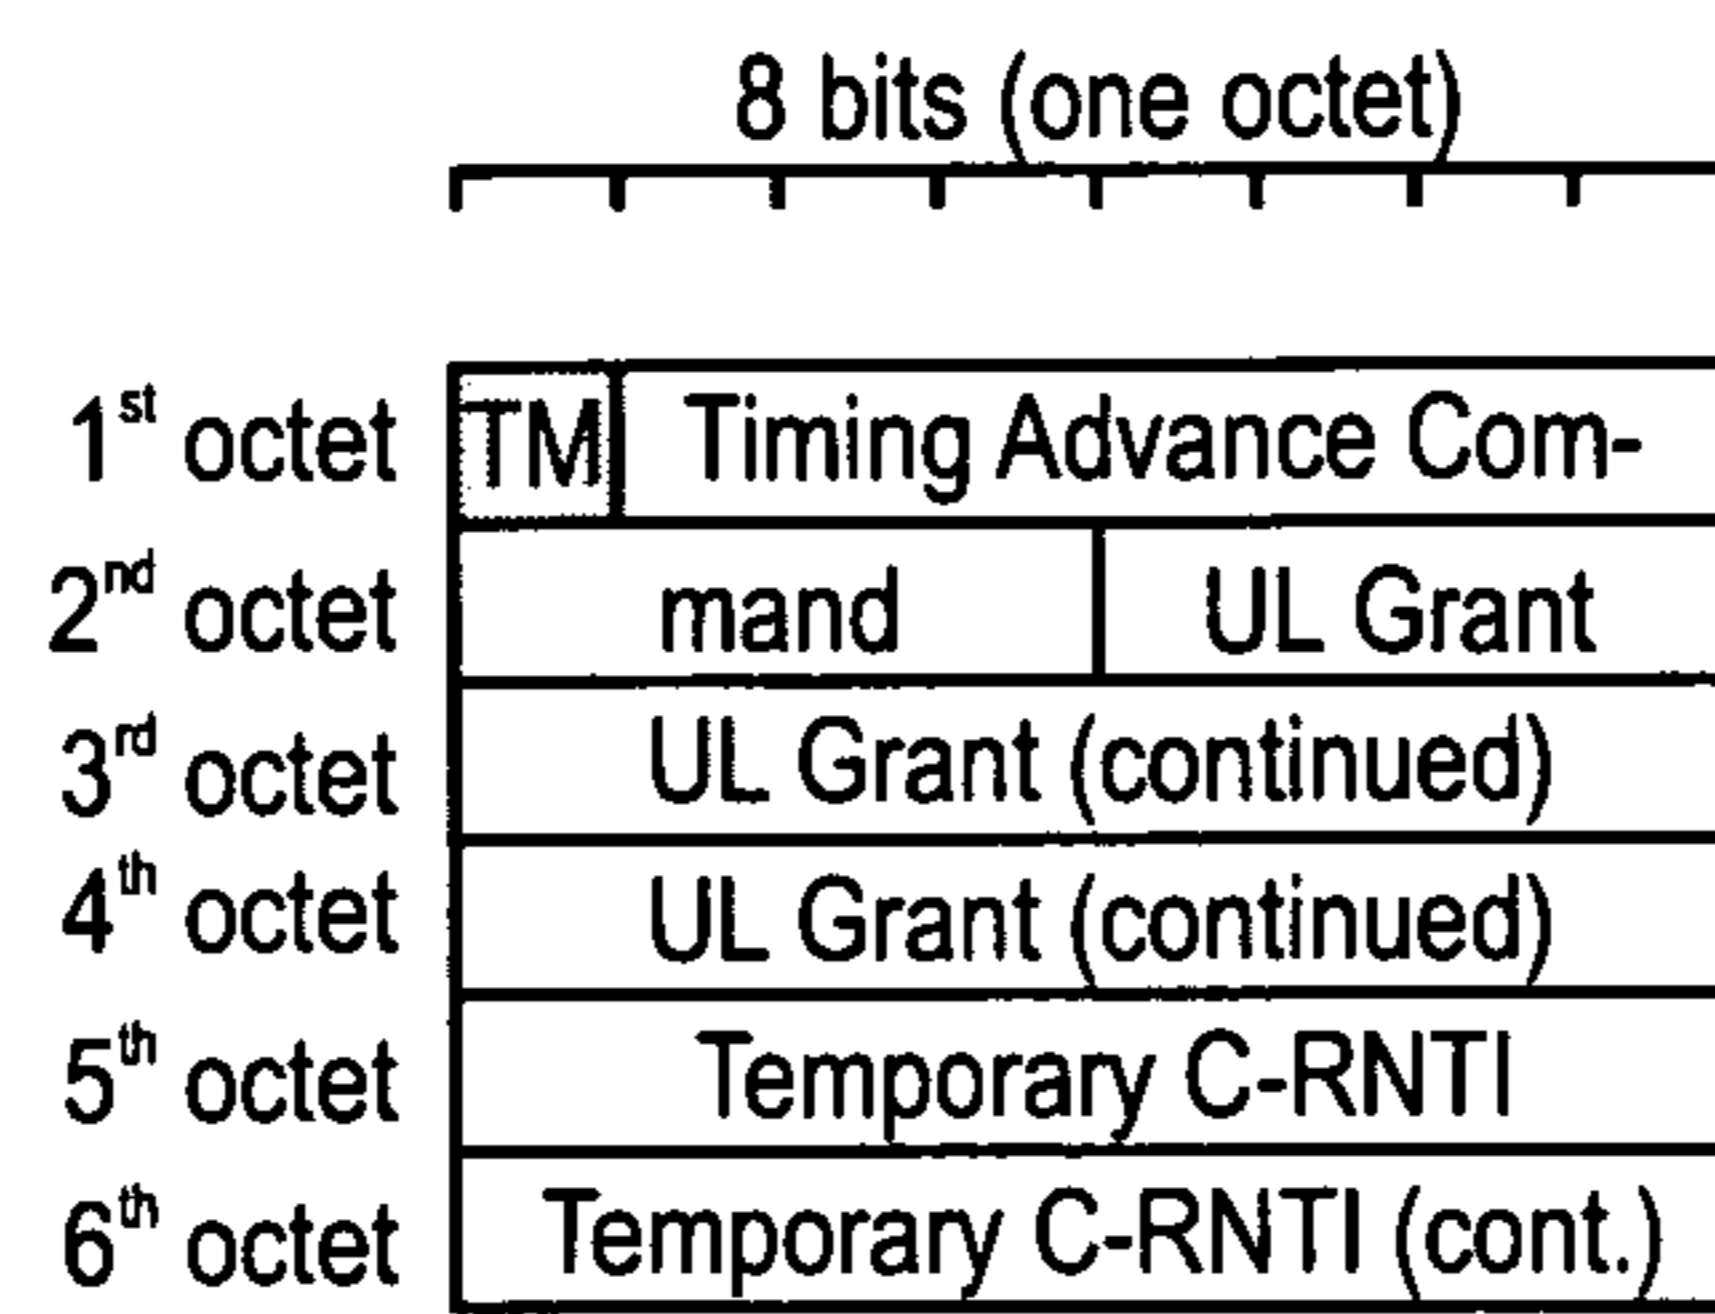 8 bits (one octet)
1st octet TM Timing Advance Com-
2nd octet mand UL Grant
3rd octet UL Grant (continued)
4th octet UL Grant (continued)
5th octet Temporary C-RNTI
6th octet Temporary C-RNTI (cont.)